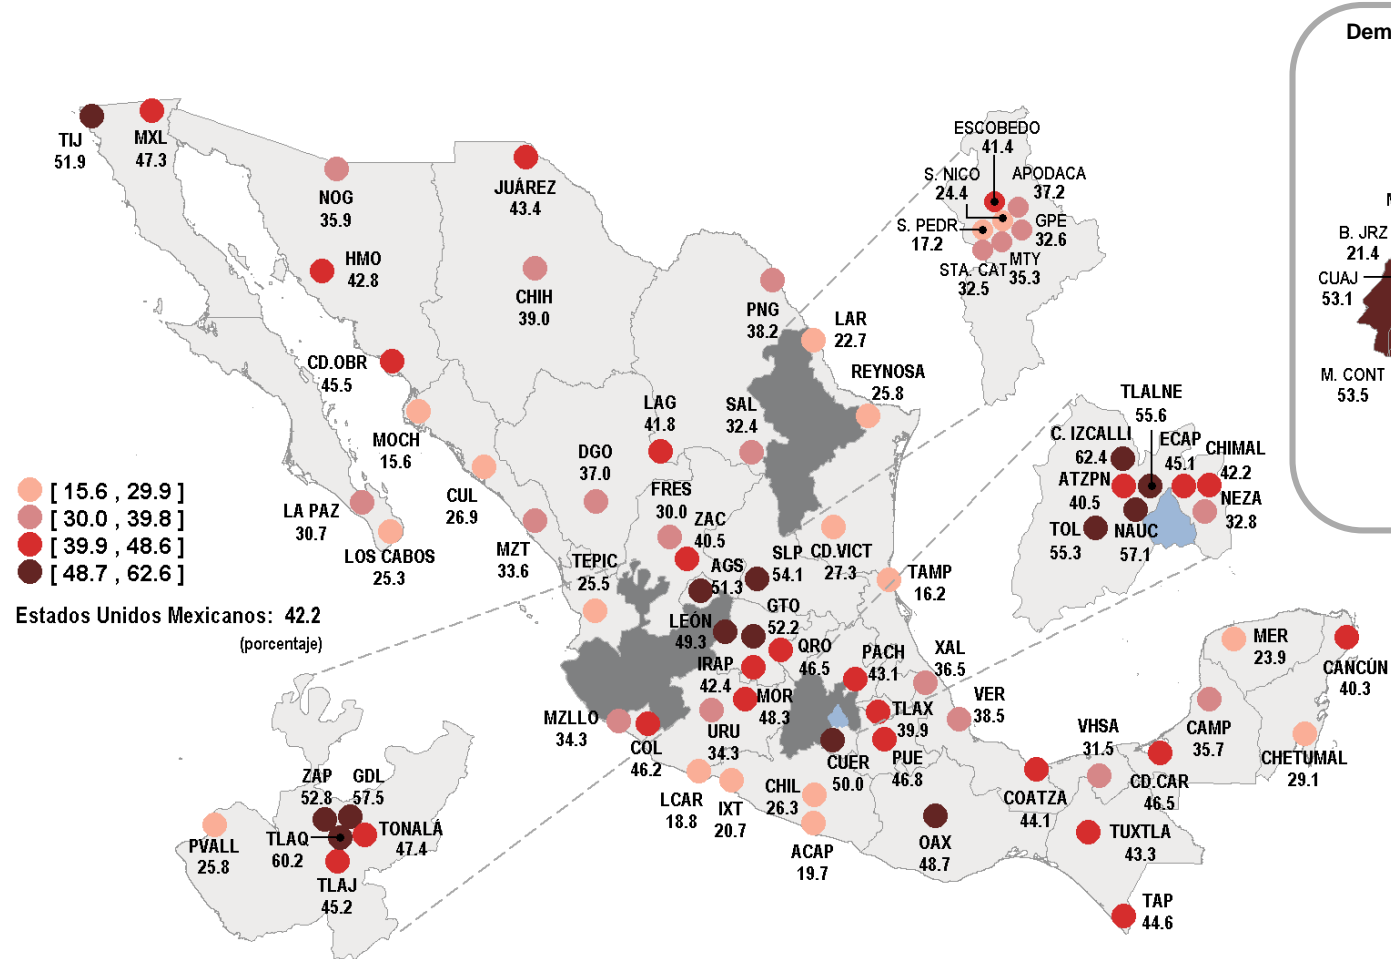 Dem
ESCOBEDO
41.4
S. NICO
24.4
APODACA
37.2
S. PEDR
17.2
GPE
32.6
STA. CAT
32.5
MTY
35.3
TIJ
51.9
MXL
47.3
NOG
35.9
JUÁREZ
43.4
HMO
42.8
CHIH
39.0
PNG
38.2
LAR
22.7
REYNOSA
25.8
CD.OBR
45.5
MOCH
15.6
LAG
41.8
SAL
32.4
DGO
37.0
CUL
26.9
LA PAZ
30.7
LOS CABOS
25.3
MZT
33.6
FRES
30.0
ZAC
40.5
TEPIC
25.5
AGS
51.3
SLP
54.1
CD.VICT
27.3
TAMP
16.2
[ 15.6 , 29.9 ]
[ 30.0 , 39.8 ]
[ 39.9 , 48.6 ]
[ 48.7 , 62.6 ]
Estados Unidos Mexicanos: 42.2
(porcentaje)
B. JRZ
21.4
CUAJ
53.1
M. CONT
53.5
M
TLALNE
55.6
C. IZCALLI
62.4
ECAP
45.1
CHIMAL
42.2
ATZPN
40.5
NEZA
32.8
TOL
55.3
NAUC
57.1
LEÓN
49.3
GTO
52.2
IRAP
42.4
QRO
46.5
PACH
43.1
XAL
36.5
MOR
48.3
VER
38.5
MZLLO
34.3
COL
46.2
URU
34.3
TLAX
39.9
PUE
46.8
CUER
50.0
LCAR
18.8
IXT
20.7
CHIL
26.3
ACAP
19.7
OAX
48.7
COATZA
44.1
VHSA
31.5
CD.CAR
46.5
CAMP
35.7
MER
23.9
CANCÚN
40.3
CHETUMAL
29.1
TUXTLA
43.3
TAP
44.6
ZAP
52.8
GDL
57.5
TLAQ
60.2
TONALÁ
47.4
PVALL
25.8
TLAJ
45.2